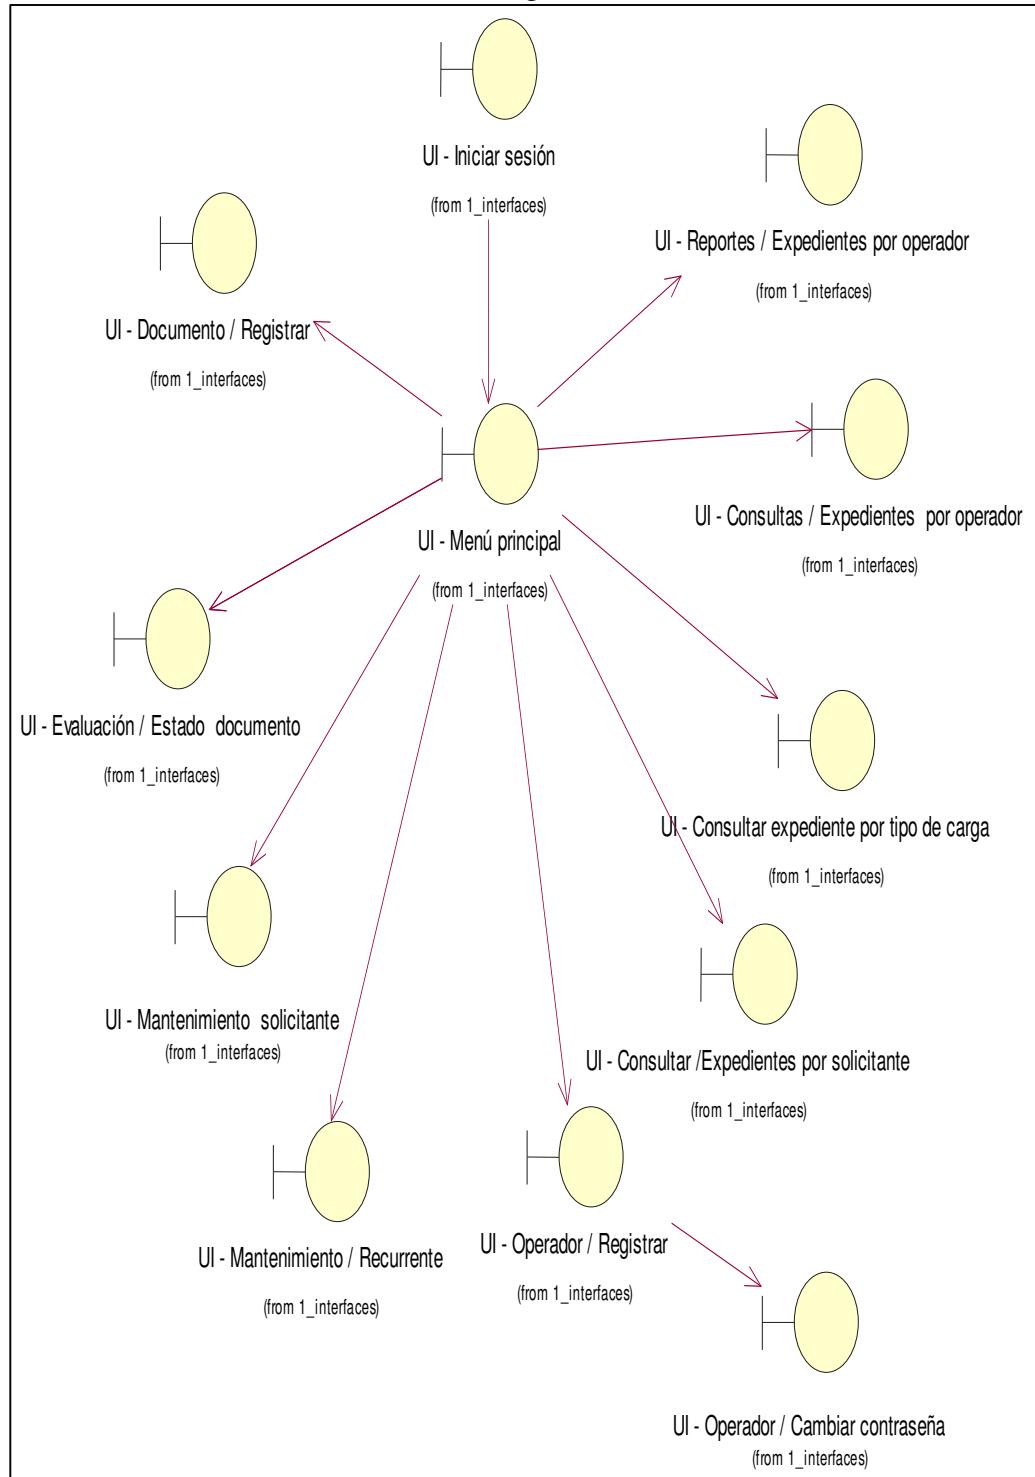 UI - Iniciar sesión
(from 1_interfaces)
UI - Reportes / Expedientes por operador
(from 1_interfaces)
UI - Documento / Registrar
(from 1_interfaces)
UI - Consultas / Expedientes por operador
(from 1_interfaces)
UI - Menú principal
(from 1_interfaces)
UI - Evaluación / Estado documento
(from 1_interfaces)
UI - Consultar expediente por tipo de carga
(from 1_interfaces)
UI - Mantenimiento solicitante
(from 1_interfaces)
UI - Consultar /Expedientes por solicitante
(from 1_interfaces)
UI - Mantenimiento / Recurrente
(from 1_interfaces)
UI - Operador / Registrar
(from 1_interfaces)
UI - Operador / Cambiar contraseña
(from 1_interfaces)